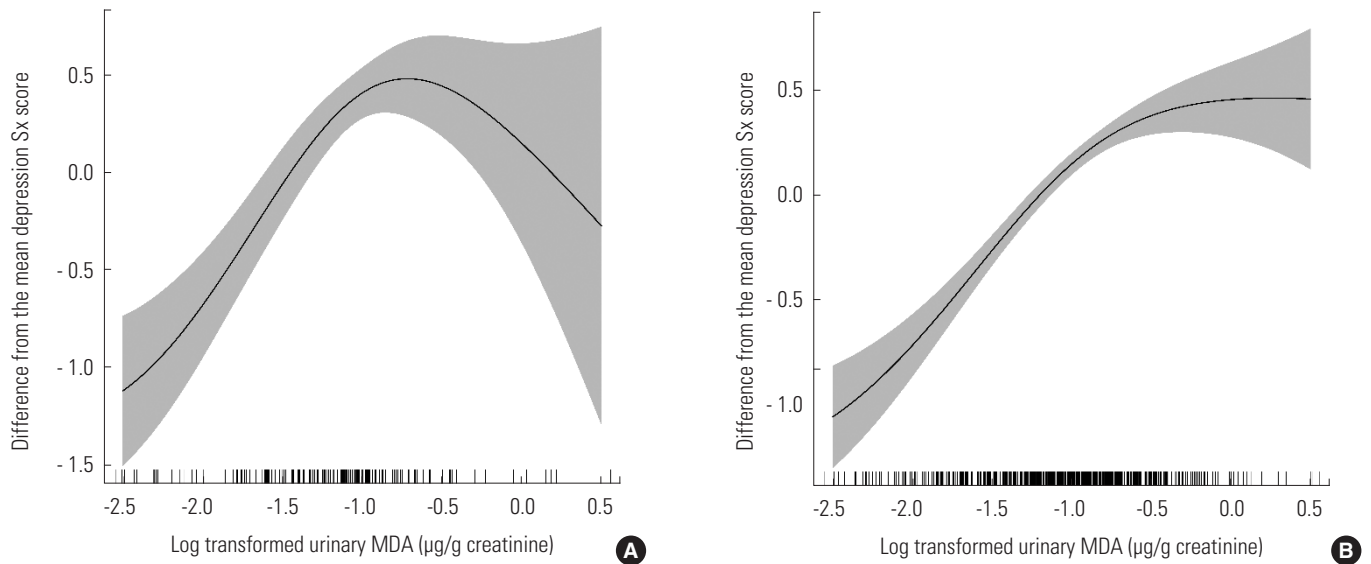 Difference from the mean depression Sx score
0.5
0.0
- 0.5
- 1.0
- 1.5
-2.5 -2.0 -1.5 -1.0 -0.5 0.0 0.5
Log transformed urinary MDA (µg/g creatinine)
A
Difference from the mean depression Sx score
0.5
0.0
-0.5
- 1.0
-2.5 -2.0 -1.5 -1.0 -0.5 0.0 0.5
Log transformed urinary MDA (µg/g creatinine)
B